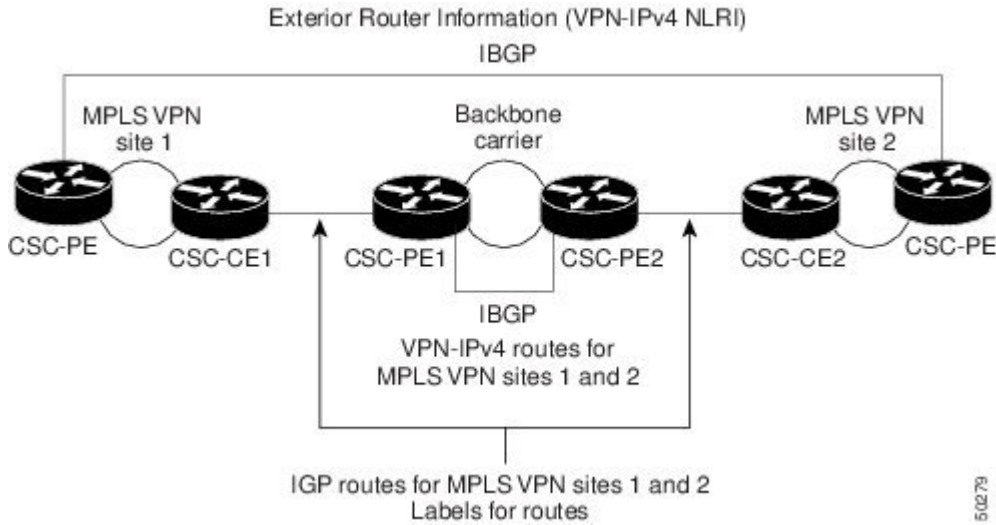 Exterior Router Information (VPN-IPv4 NLRI)
IBGP
MPLS VPN
site 1
Backbone
carrier
MPLS VPN
site 2
CSC-PE
CSC-CE1
CSC-PE1
CSC-PE2
CSC-CE2
CSC-PE
IBGP
VPN-IPv4 routes for
MPLS VPN sites 1 and 2
IGP routes for MPLS VPN sites 1 and 2
Labels for routes
50279